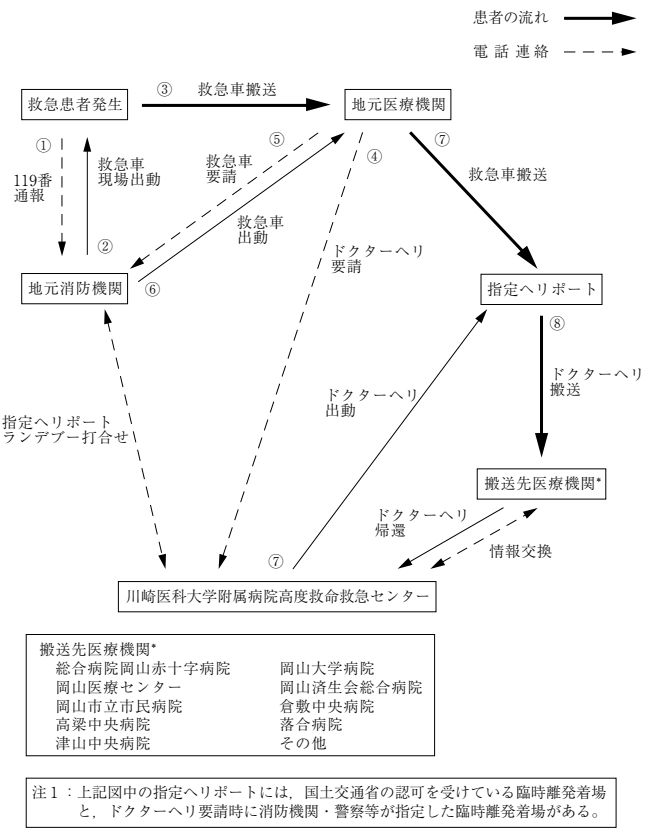 患者の流れ
電話連絡
救急患者発生
③ 救急車搬送
地元医療機関
①
119番
通報
救急車
現場出動
②
⑤
救急車
要請
④
⑦
救急車搬送
救急車
出動
ドクターヘリ
要請
地元消防機関
⑥
指定ヘリポート
⑧
ドクターヘリ
搬送
ドクターヘリ
出動
指定ヘリポート
ランデブー打合せ
搬送先医療機関*
ドクターヘリ
帰還
情報交換
⑦
川崎医科大学附属病院高度救命救急センター
搬送先医療機関*
総合病院岡山赤十字病院 岡山大学病院
岡山医療センター 岡山済生会総合病院
岡山市立市民病院 倉敷中央病院
高梁中央病院 落合病院
津山中央病院 その他
注1：上記図中の指定ヘリポートには，国土交通省の認可を受けている臨時離発着場
と，ドクターヘリ要請時に消防機関・警察等が指定した臨時離発着場がある。